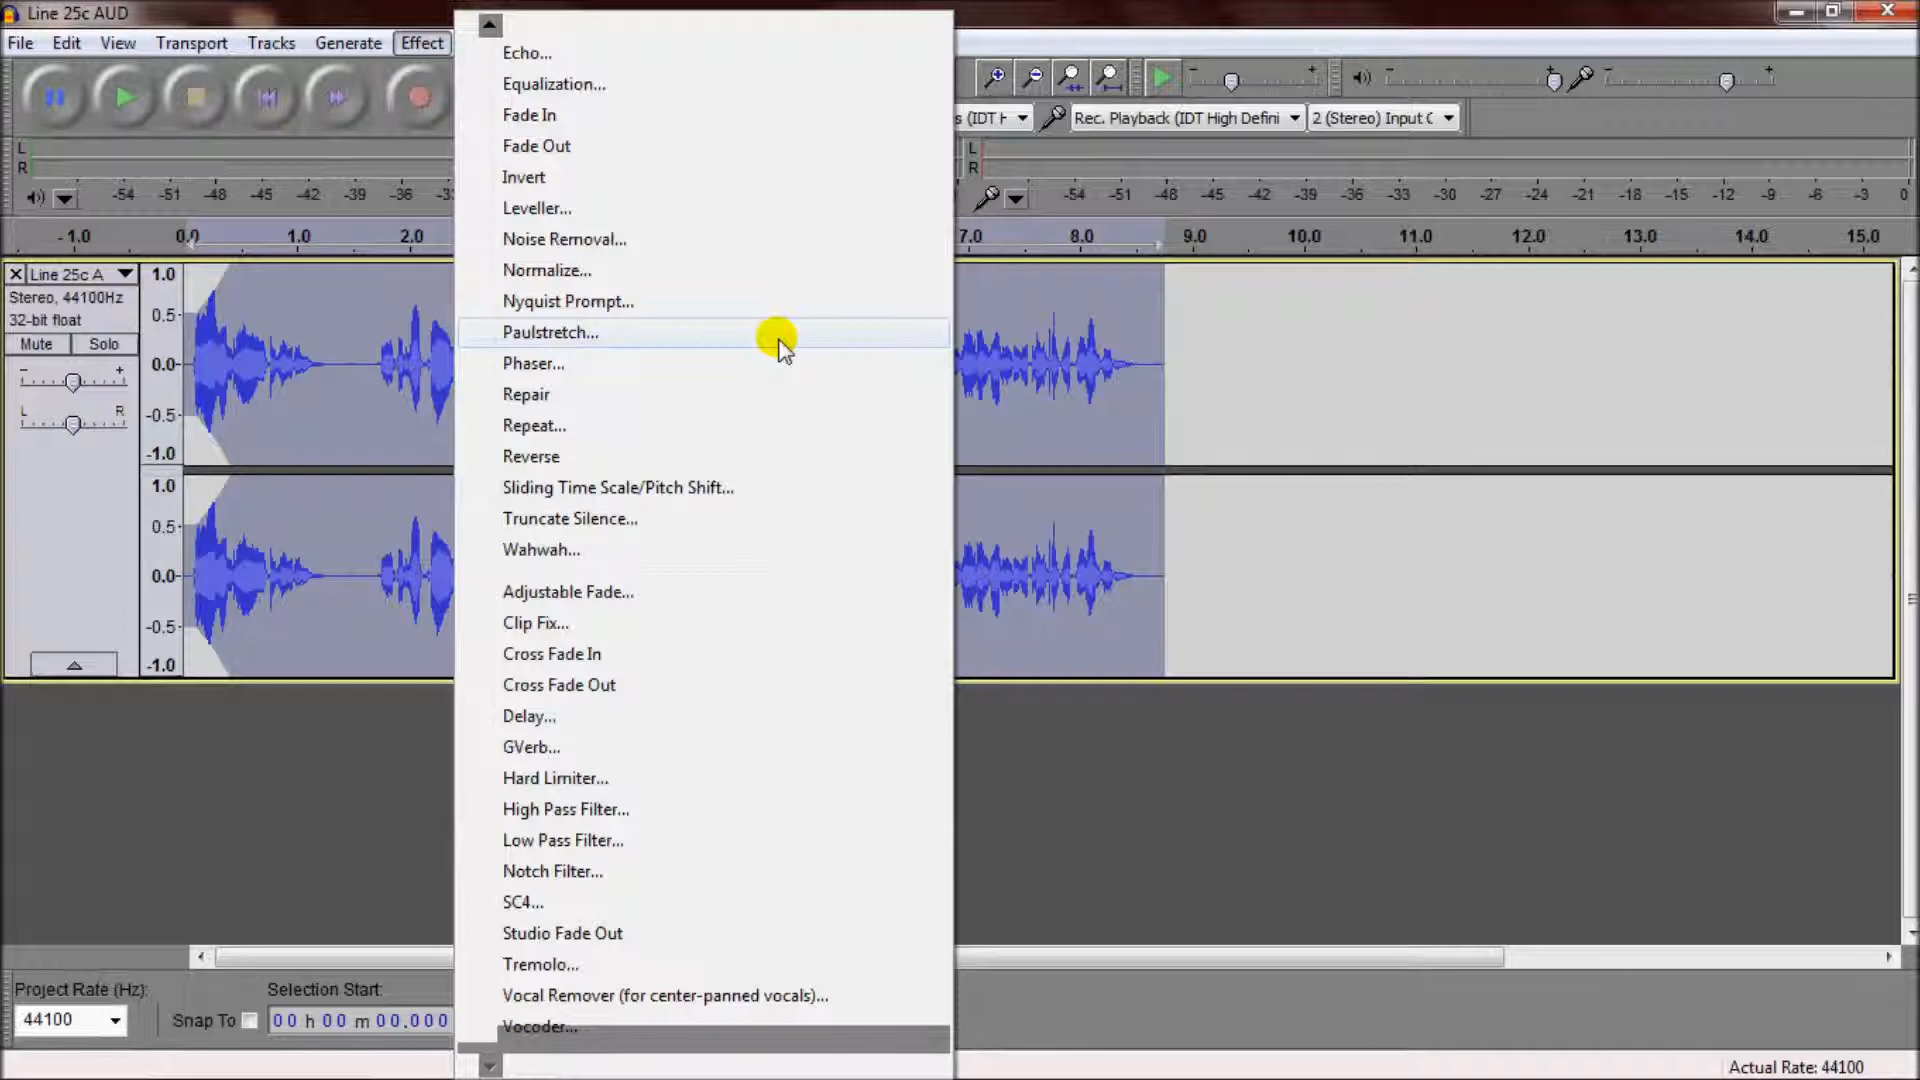 Line 25c AUD
File Edit View Transport Tracks Generate Effect
Echo...
Equalization...
Fade In
Fade Out
Invert
Leveller...
Noise Removal...
Normalize...
Nyquist Prompt...
Paulstretch...
Phaser...
Repair
Repeat...
Reverse
Sliding Time Scale/Pitch Shift...
Truncate Silence...
Wahwah...
Adjustable Fade...
Clip Fix...
Cross Fade In
Cross Fade Out
Delay...
GVerb...
Hard Limiter...
High Pass Filter...
Low Pass Filter...
Notch Filter...
SC4...
Studio Fade Out
Tremolo...
Vocal Remover (for center-panned vocals)...
Vocoder...
Rec. Playback (IDT High Defini
2 (Stereo) Input
L
R
-54 -51 -48 -45 -42 -39 -36
L
R
-54 -51 -48 -45 -42 -39 -36 -33 -30 -27 -24 -21 -18 -15 -12 -9 -6 -3 0
-1.0 0.0 1.0 2.0 7.0 8.0 9.0 10.0 11.0 12.0 13.0 14.0 15.0
Line 25c A
Stereo, 44100Hz
32-bit float
Mute Solo
- +
L R
1.0
0.5
0.0
-0.5
-1.0
1.0
0.5
0.0
-0.5
-1.0
Project Rate (Hz):
44100
Snap To
Selection Start:
00 h 00 m 00.000
Actual Rate: 44100